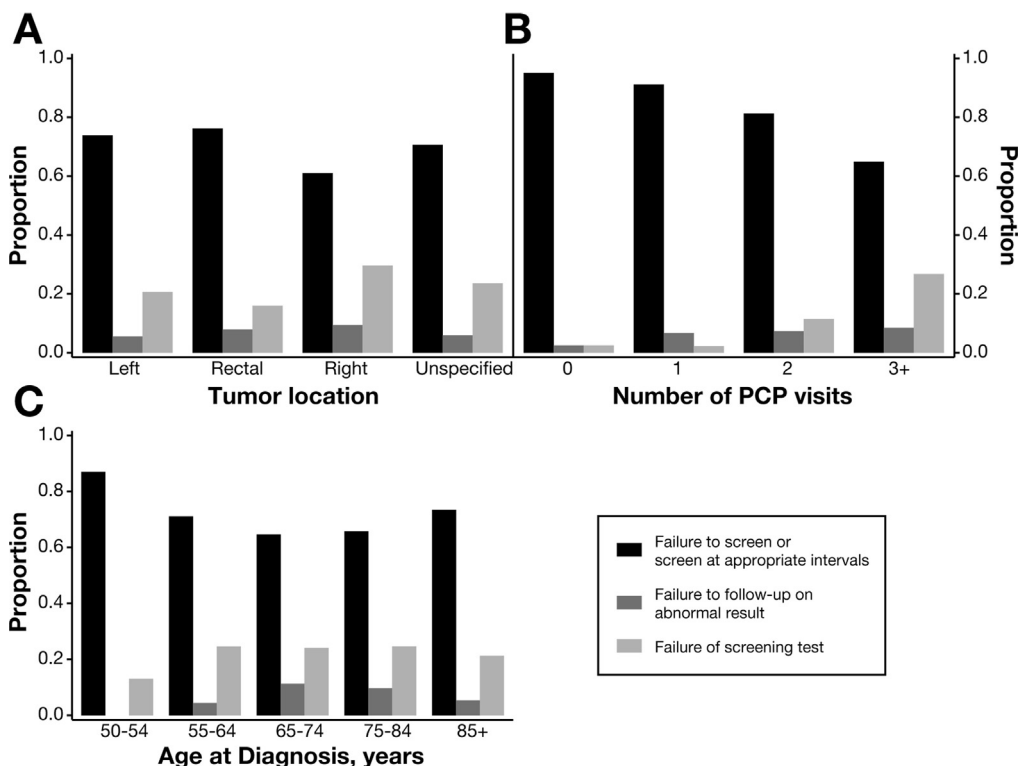 A
B
1.0
0.8
0.6
0.4
0.2
0.0
Proportion
Left Rectal Right Unspecified
Tumor location
1.0
0.8
0.6
0.4
0.2
0.0
Proportion
0 1 2 3+
Number of PCP visits
C
1.0
0.8
0.6
0.4
0.2
0.0
Proportion
50-54 55-64 65-74 75-84 85+
Age at Diagnosis, years
Failure to screen or
screen at appropriate intervals
Failure to follow-up on
abnormal result
Failure of screening test